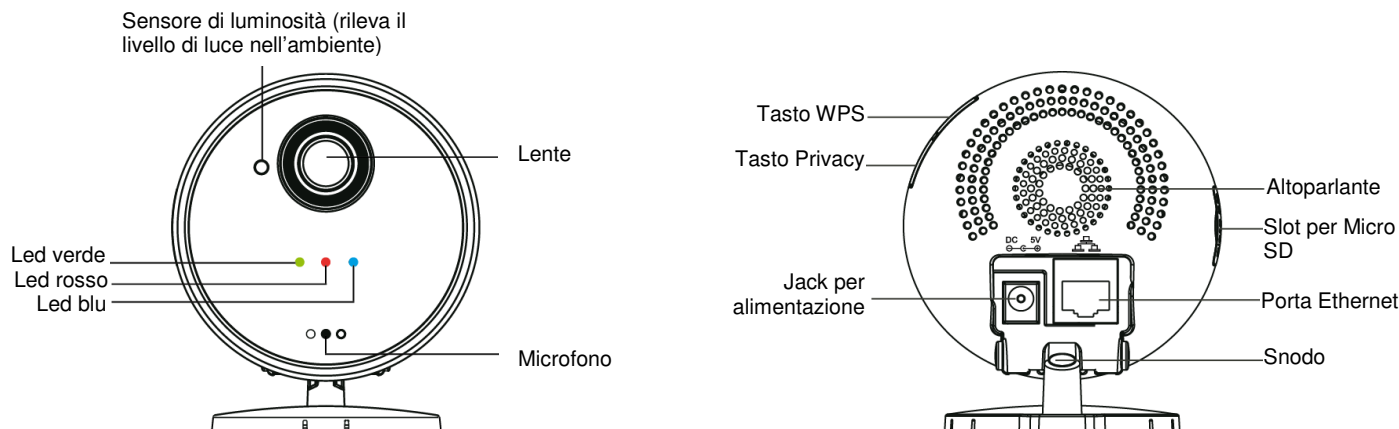 Sensore di luminosità (rileva il
livello di luce nell'ambiente)
Lente
Led verde
Led rosso
Led blu
Microfono
Tasto WPS
Tasto Privacy
Altoparlante
Slot per Micro
SD
DC 5V
Jack per
alimentazione
Porta Ethernet
Snodo